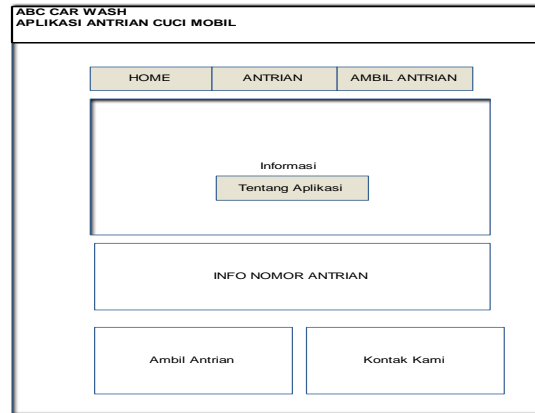 ABC CAR WASH
APLIKASI ANTRIAN CUCI MOBIL
HOME ANTRIAN AMBIL ANTRIAN
Informasi
Tentang Aplikasi
INFO NOMOR ANTRIAN
Ambil Antrian Kontak Kami